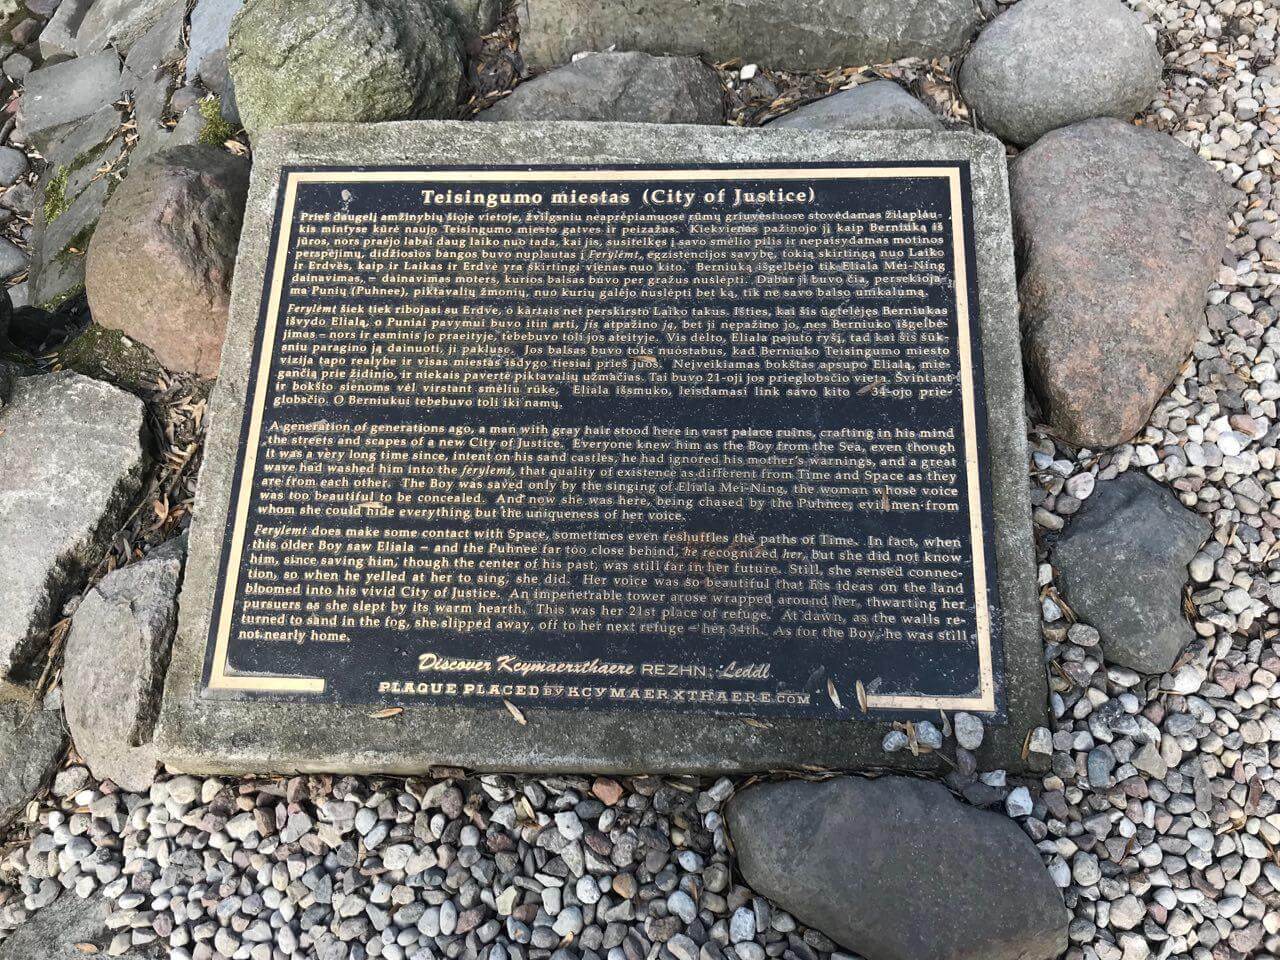 Teisingumo miestas (City of Justice)
Prieš daugelį amžinybių šioje vietoje, žvilgsniu neaprėpiamuose rūmų griuvėsiuose stovėdamas žilaplau-
kis mintyse kūrė naujo Teisingumo miesto gatves ir peizažus. Kiekvienas pažinojo jį kaip Berniuką iš
jūros, nors praėjo labai daug laiko nuo tada, kai jis, susitelkęs į savo smėlio pilis ir nepaisydamas motinos
perspėjimų, didžiosios bangos buvo nuplautas į Ferylemt, egzistencijos savybę, tokią skirtingą nuo Laiko
ir Erdvės, kaip ir Laikas ir Erdvė yra skirtingi vienas nuo kito. Berniuką išgelbėjo tik Eliala Mei-Ning
dainavimas, – dainavimas moters, kurios balsas buvo per gražus nuslėpti. Dabar ji buvo čia, persekioja-
ma Punių (Puhnee), piktavalių žmonių, nuo kurių galėjo nuslėpti bet ką, tik ne savo balso unikalumą.
Ferylemt šiek tiek ribojasi su Erdve, o kartais net perskirsto Laiko takus. Išties, kai šis ūgtelėjęs Berniukas
išvydo Elialą, o Puniai pavymui buvo itin arti, jis atpažino ją, bet ji nepažino jo, nes Berniuko išgelbė-
jimas – nors ir esminis jo praeityje, tebebuvo toli jos ateityje. Vis dėlto, Eliala pajuto ryšį, tad kai šis šūk-
sniu paragino ją dainuoti, ji pakluso. Jos balsas buvo toks nuostabus, kad Berniuko Teisingumo miesto
vizija tapo realybe ir visas miestas išdygo tiesiai prieš juos. Neįveikiamas bokštas apsupo Elialą, mie-
gančią prie židinio, ir niekais pavertė piktavalių užmačias. Tai buvo 21-oji jos prieglobsčio vieta. Švintant
ir bokšto sienoms vėl virstant smėliu rūke, Eliala išsmuko, leisdamasi link savo kito – 34-ojo prie-
globsčio. O Berniukui tebebuvo toli iki namų.
A generation of generations ago, a man with gray hair stood here in vast palace ruins, crafting in his mind
the streets and scapes of a new City of Justice. Everyone knew him as the Boy from the Sea, even though
it was a very long time since, intent on his sand castles, he had ignored his mother's warnings, and a great
wave had washed him into the ferylemt, that quality of existence as different from Time and Space as they
are from each other. The Boy was saved only by the singing of Eliala Mei-Ning, the woman whose voice
was too beautiful to be concealed. And now she was here, being chased by the Puhnee, evil men from
whom she could hide everything but the uniqueness of her voice.
Ferylemt does make some contact with Space, sometimes even reshuffles the paths of Time. In fact, when
this older Boy saw Eliala – and the Puhnee far too close behind, he recognized her, but she did not know
him, since saving him, though the center of his past, was still far in her future. Still, she sensed connec-
tion, so when he yelled at her to sing, she did. Her voice was so beautiful that his ideas on the land
bloomed into his vivid City of Justice. An impenetrable tower arose wrapped around her, thwarting her
pursuers as she slept by its warm hearth. This was her 21st place of refuge. At dawn, as the walls re-
turned to sand in the fog, she slipped away, off to her next refuge – her 34th. As for the Boy, he was still
not nearly home.
Discover Kcymaerxthaere REZHN: Leddl
PLAQUE PLACED BY KCYMAERXTHAERE.COM